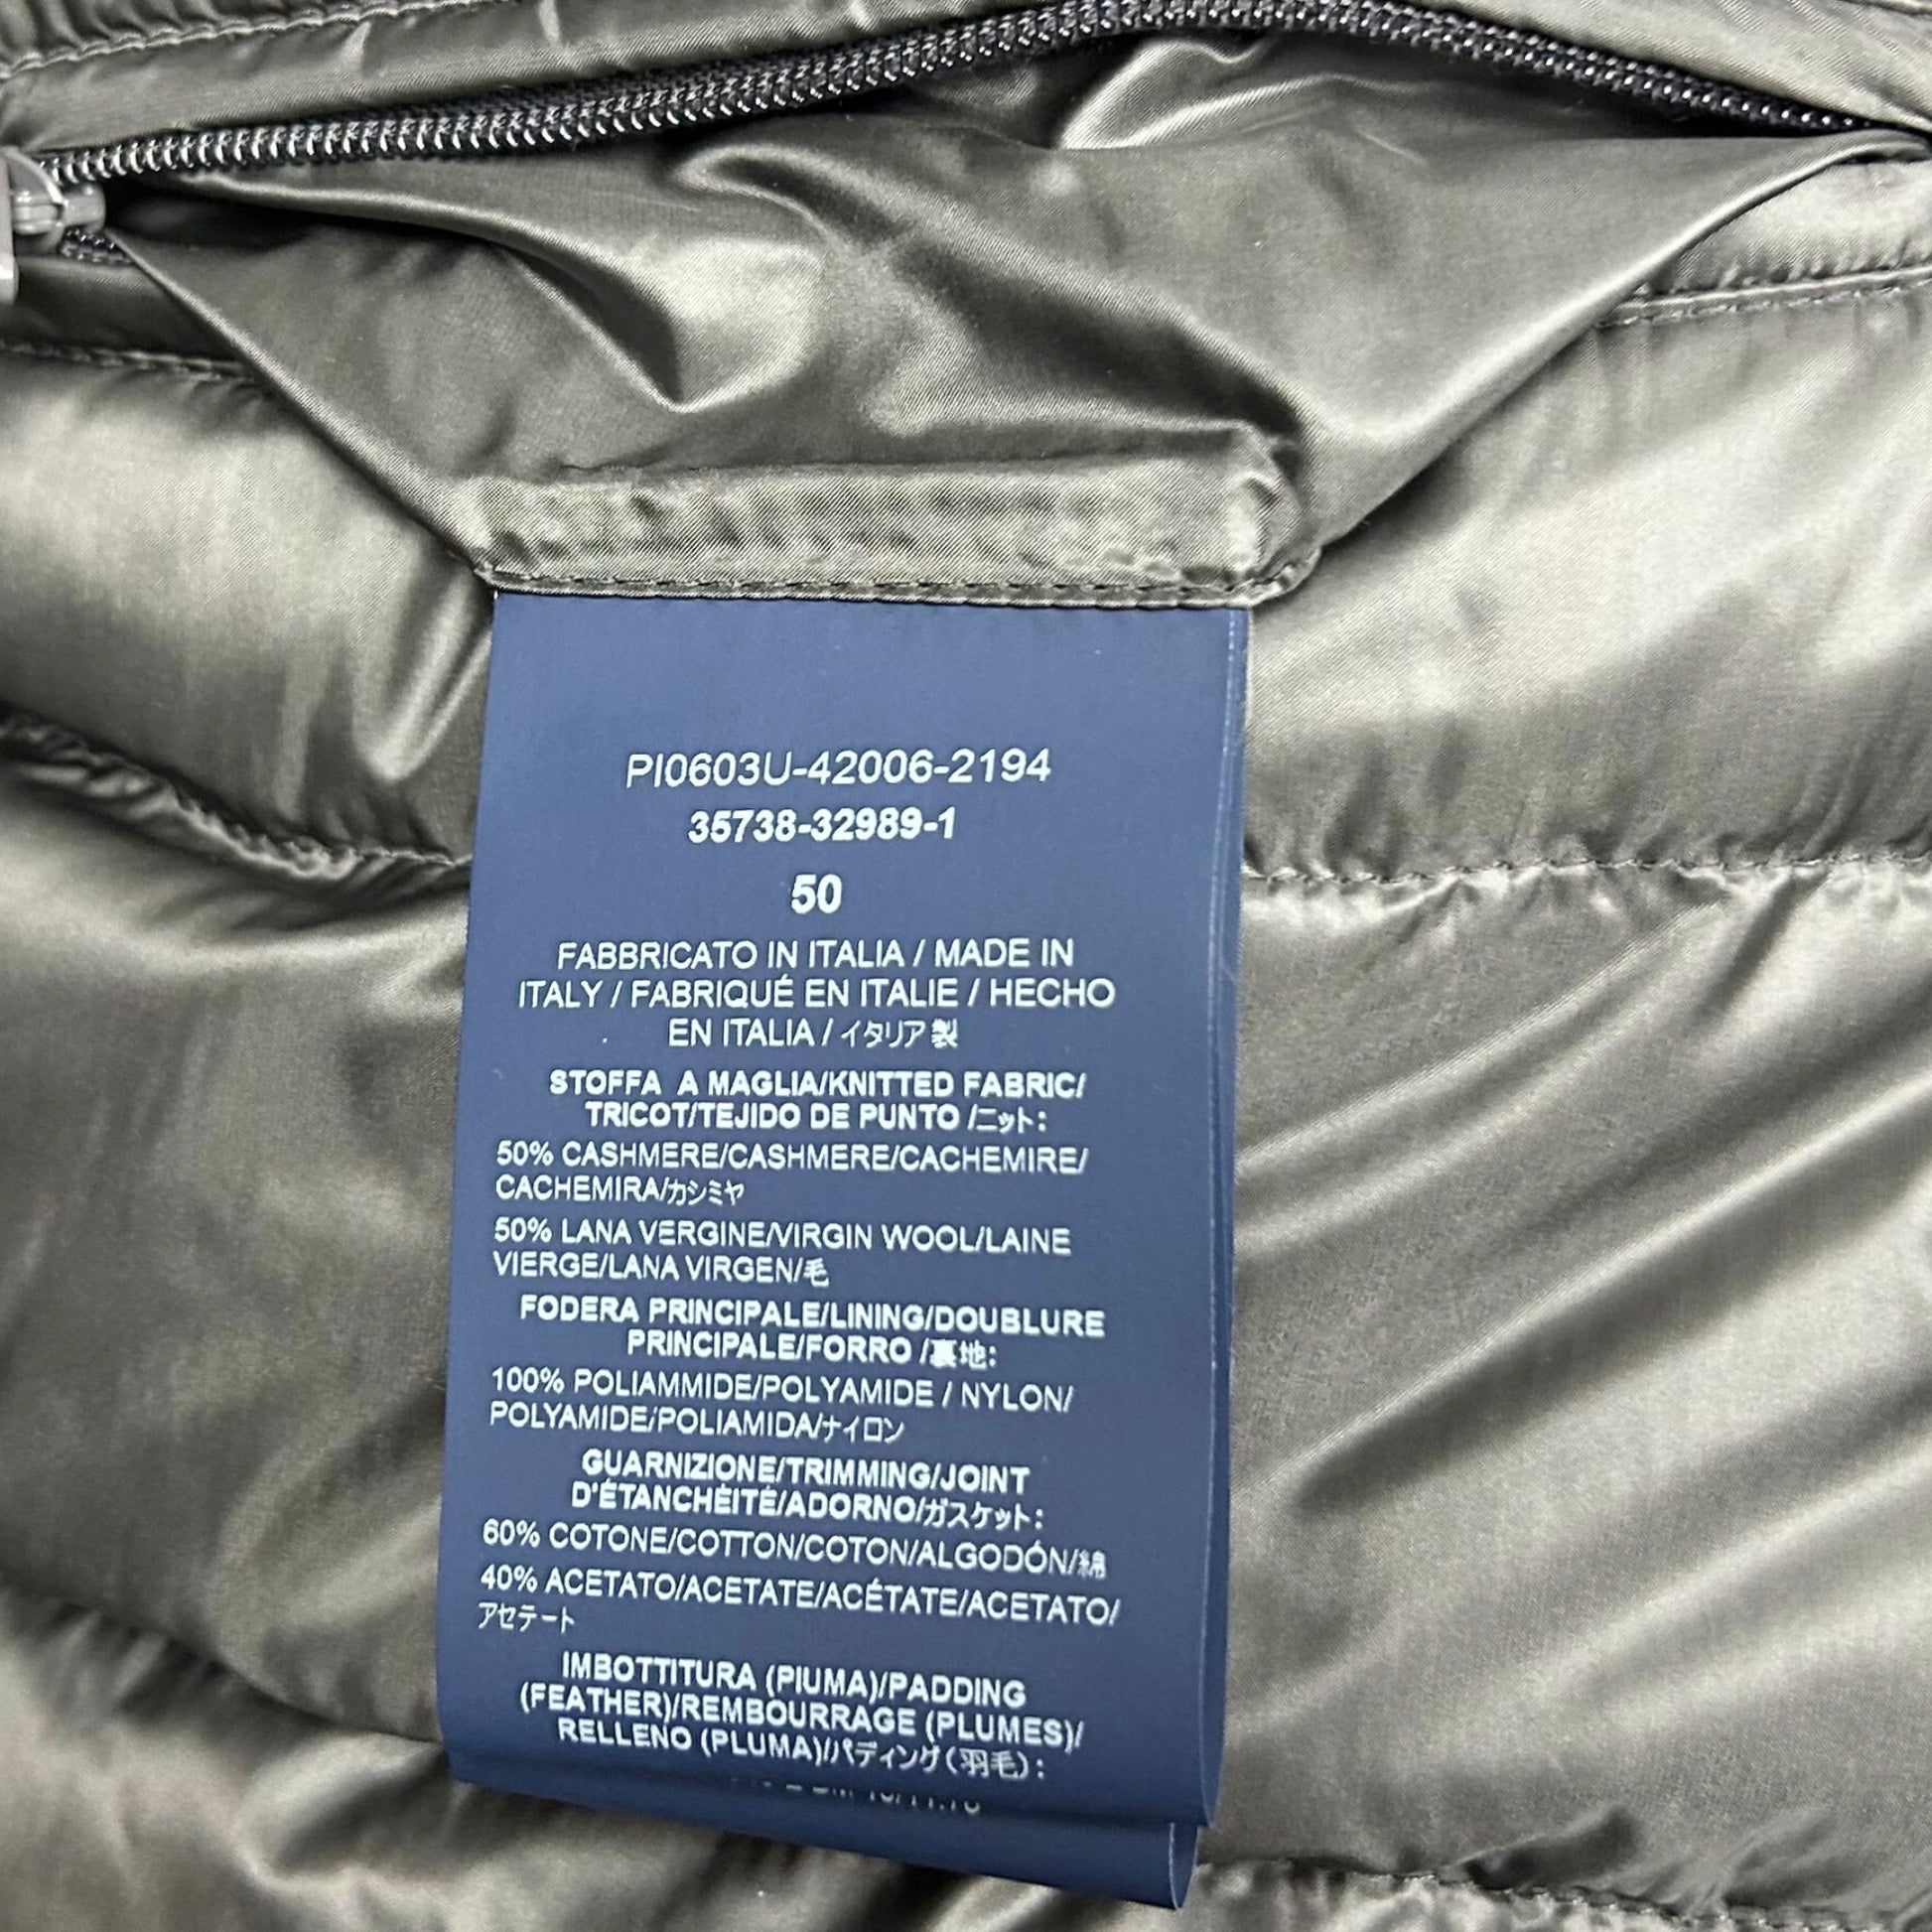 PI0603U-42006-2194
35738-32989-1
50
FABBRICATO IN ITALIA / MADE IN
ITALY / FABRIQUÉ EN ITALIE / HECHO
EN ITALIA / イタリア製
STOFFA A MAGLIA/KNITTED FABRIC/
TRICOT/TEJIDO DE PUNTO /ニット:
50% CASHMERE/CASHMERE/CACHEMIRE/
CACHEMIRA/カシミヤ
50% LANA VERGINE/VIRGIN WOOL/LAINE
VIERGE/LANA VIRGEN/毛
FODERA PRINCIPALE/LINING/DOUBLURE
PRINCIPALE/FORRO /裏地:
100% POLIAMMIDE/POLYAMIDE / NYLON/
POLYAMIDE/POLIAMIDA/ナイロン
GUARNIZIONE/TRIMMING/JOINT
D'ÉTANCHÉITÉ/ADORNO/ガスケット:
60% COTONE/COTTON/COTON/ALGODÓN/綿
40% ACETATO/ACETATE/ACÉTATE/ACETATO/
アセテート
IMBOTTITURA (PIUMA)/PADDING
(FEATHER)/REMBOURRAGE (PLUMES)/
RELLENO (PLUMA)/パディング(羽毛):